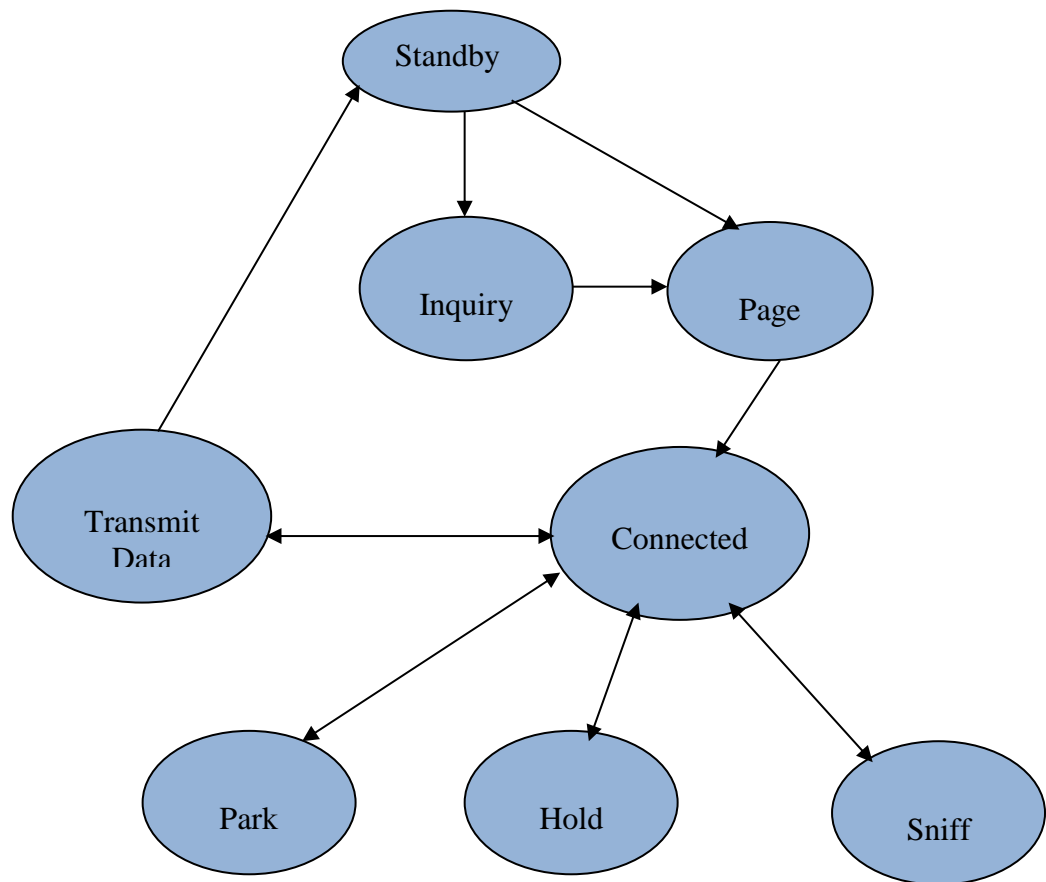 Standby
Inquiry
Page
Transmit
Data
Connected
Park
Hold
Sniff